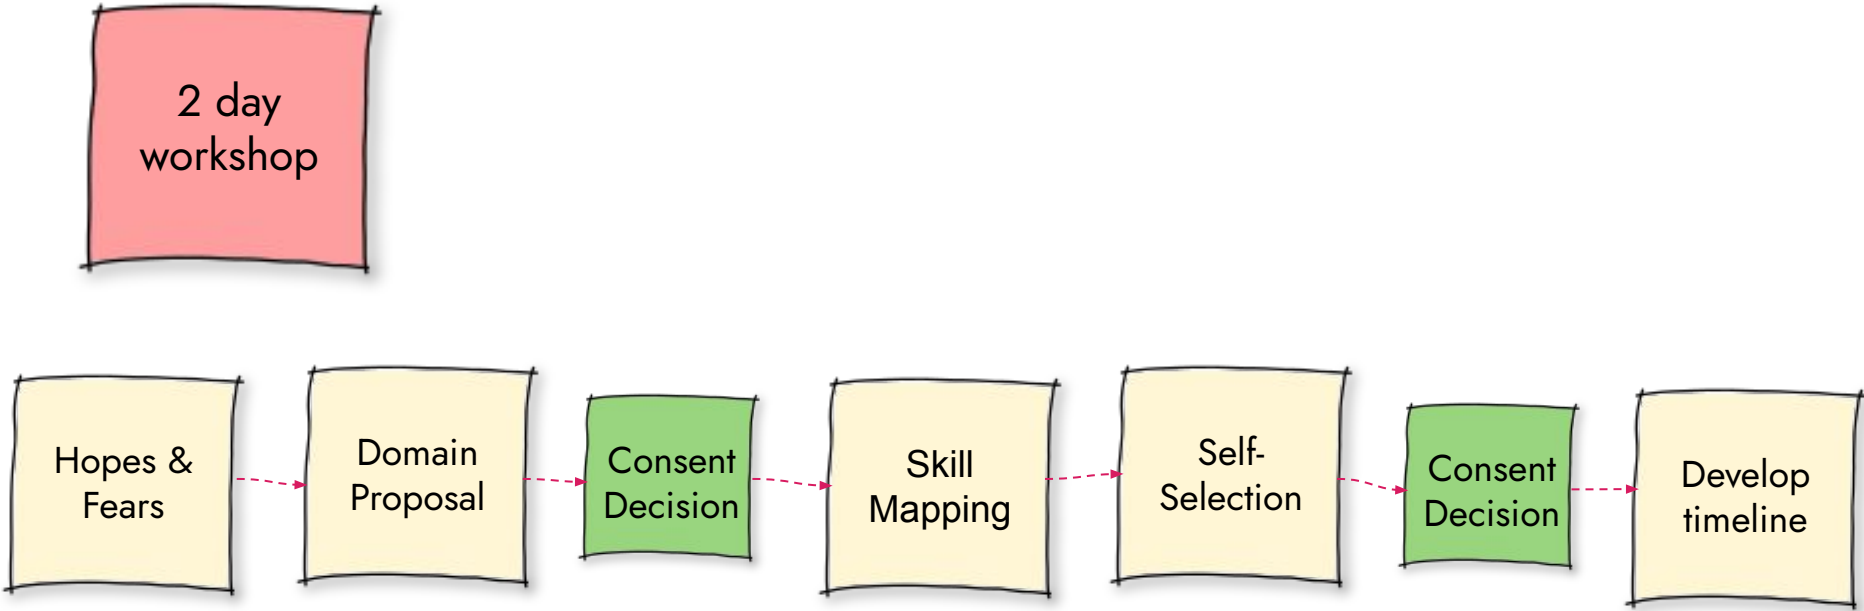 2 day
workshop
Hopes &
Fears
Domain
Proposal
Consent
Decision
Skill
Mapping
Self-
Selection
Consent
Decision
Develop
timeline